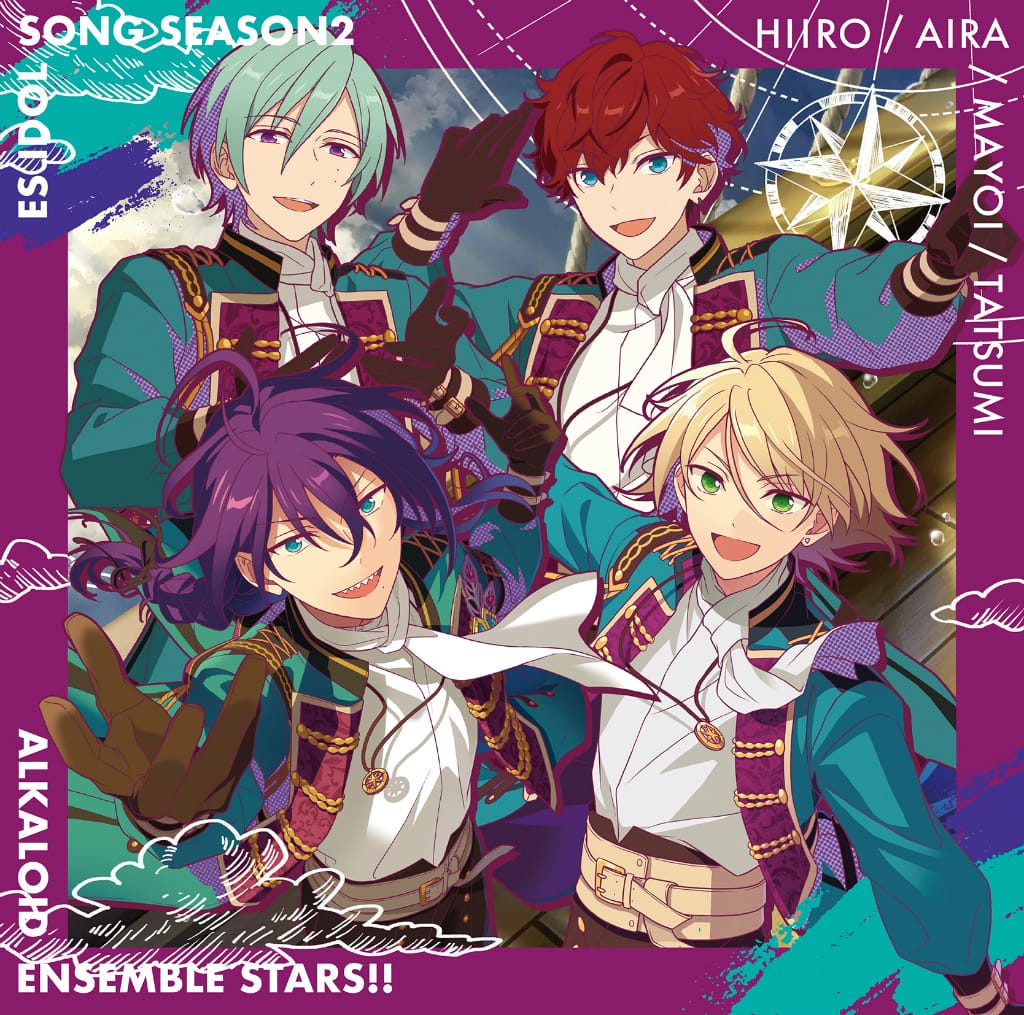 ENSEMBLE STARS!!
ES IDOL
SONG SEASON2
ALKALOID
HIIRO / AIRA
/ MAYOI / TATSUMI